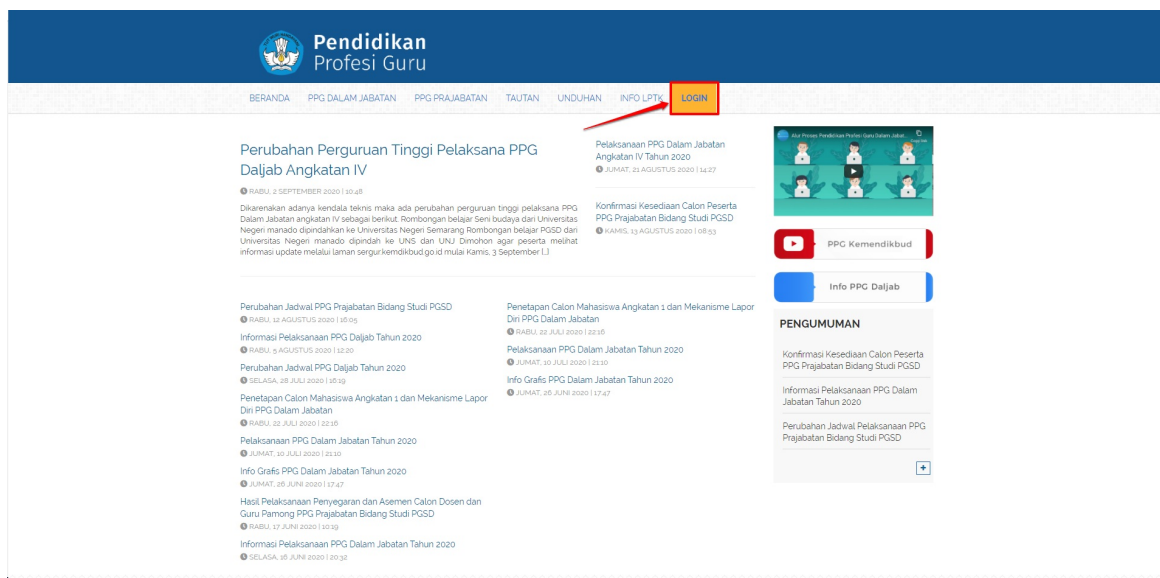 Pendidikan
Profesi Guru
BERANDA PPG DALAM JABATAN PPG PRAJABATAN TAUTAN UNDUHAN INFO LPTK LOGIN
Perubahan Perguruan Tinggi Pelaksana PPG
Daljab Angkatan IV
RABU, 2 SEPTEMBER 2020 | 10:48
Dikarenakan adanya kendala teknis maka ada perubahan perguruan tinggi pelaksana PPG
Dalam Jabatan angkatan IV sebagai berikut. Rombongan belajar Seni budaya dari Universitas
Negeri manado dipindahkan ke Universitas Negeri Semarang Rombongan belajar PGSD dari
Universitas Negeri manado dipindah ke UNS dan UNJ Dimohon agar peserta melihat
informasi update melalui laman sergur.kemdikbud.go.id mulai Kamis, 3 September [...]
Pelaksanaan PPG Dalam Jabatan
Angkatan IV Tahun 2020
JUMAT, 21 AGUSTUS 2020 | 14:27
Konfirmasi Kesediaan Calon Peserta
PPG Prajabatan Bidang Studi PGSD
KAMIS, 13 AGUSTUS 2020 | 08:53
Perubahan Jadwal PPG Prajabatan Bidang Studi PGSD
RABU, 12 AGUSTUS 2020 | 16:05
Informasi Pelaksanaan PPG Daljab Tahun 2020
RABU, 5 AGUSTUS 2020 | 12:20
Perubahan Jadwal PPG Daljab Tahun 2020
SELASA, 28 JULI 2020 | 16:19
Penetapan Calon Mahasiswa Angkatan 1 dan Mekanisme Lapor
Diri PPG Dalam Jabatan
RABU, 22 JULI 2020 | 22:16
Pelaksanaan PPG Dalam Jabatan Tahun 2020
JUMAT, 10 JULI 2020 | 21:10
Info Grafis PPG Dalam Jabatan Tahun 2020
JUMAT, 26 JUNI 2020 | 17:47
Hasil Pelaksanaan Penyegaran dan Asemen Calon Dosen dan
Guru Pamong PPG Prajabatan Bidang Studi PGSD
RABU, 17 JUNI 2020 | 10:19
Informasi Pelaksanaan PPG Dalam Jabatan Tahun 2020
SELASA, 16 JUNI 2020 | 20:32
Penetapan Calon Mahasiswa Angkatan 1 dan Mekanisme Lapor
Diri PPG Dalam Jabatan
RABU, 22 JULI 2020 | 22:16
Pelaksanaan PPG Dalam Jabatan Tahun 2020
JUMAT, 10 JULI 2020 | 21:10
Info Grafis PPG Dalam Jabatan Tahun 2020
JUMAT, 26 JUNI 2020 | 17:47
Alur Proses Pendidikan Profesi Guru Dalam Jabat...
PPG Kemendikbud
Info PPG Daljab
PENGUMUMAN
Konfirmasi Kesediaan Calon Peserta
PPG Prajabatan Bidang Studi PGSD
Informasi Pelaksanaan PPG Dalam
Jabatan Tahun 2020
Perubahan Jadwal Pelaksanaan PPG
Prajabatan Bidang Studi PGSD
+